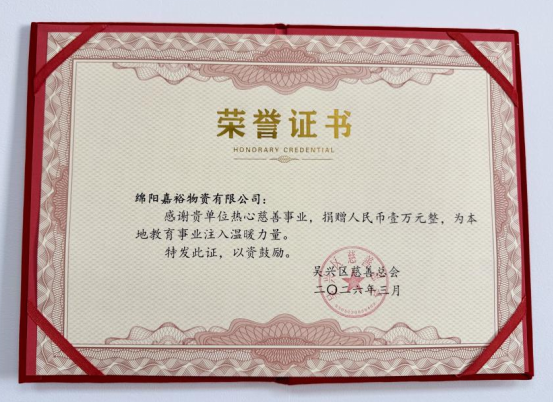 荣誉证书
HONORARY CREDENTIAL
绵阳嘉裕物资有限公司：
感谢贵单位热心慈善事业，捐赠人民币壹万元整，为本
地教育事业注入温暖力量。
特发此证，以资鼓励。
吴兴区慈善总会
二〇二六年三月